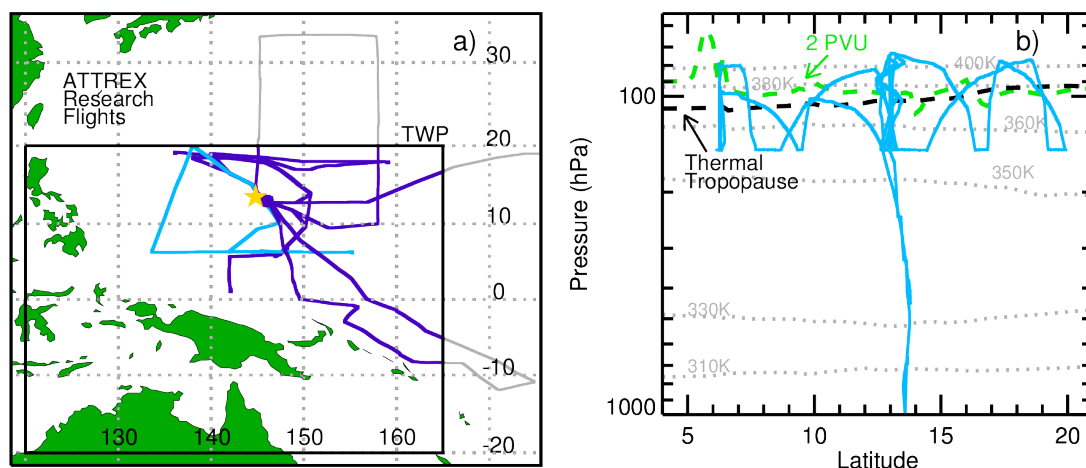 a)
30
ATTREX
Research
Flights
TWP
20
10
0
-10
130
140
150
160
-20
b)
2 PVU
400K
380K
100
360K
Thermal
Tropopause
350K
Pressure (hPa)
330K
310K
1000
5
10
15
20
Latitude